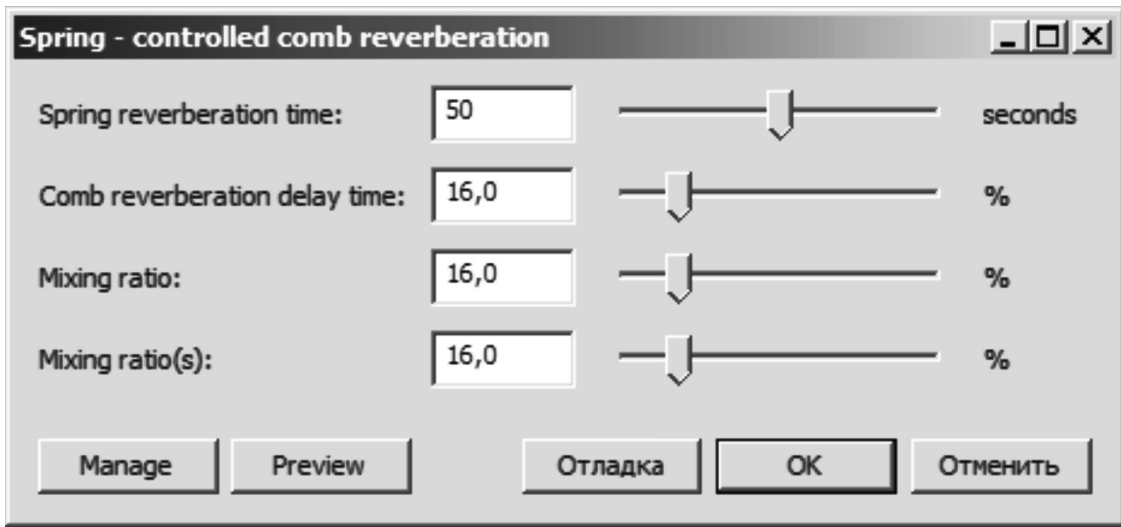 Spring - controlled comb reverberation
Spring reverberation time: 50 seconds
Comb reverberation delay time: 16,0 %
Mixing ratio: 16,0 %
Mixing ratio(s): 16,0 %
Manage Preview Отладка OK Отменить